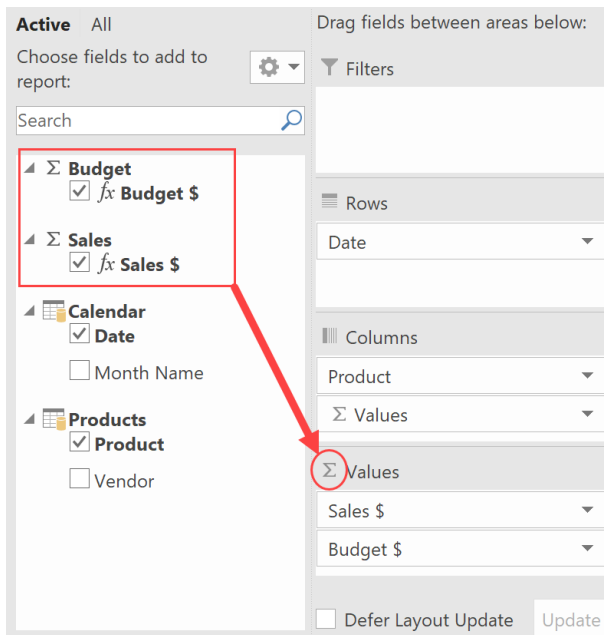 Active All
Choose fields to add to
report:
Search
Σ Budget
fx Budget $
Σ Sales
fx Sales $
Calendar
Date
Month Name
Products
Product
Vendor
Drag fields between areas below:
Filters
Rows
Date
Columns
Product
Σ Values
Σ Values
Sales $
Budget $
Defer Layout Update Update